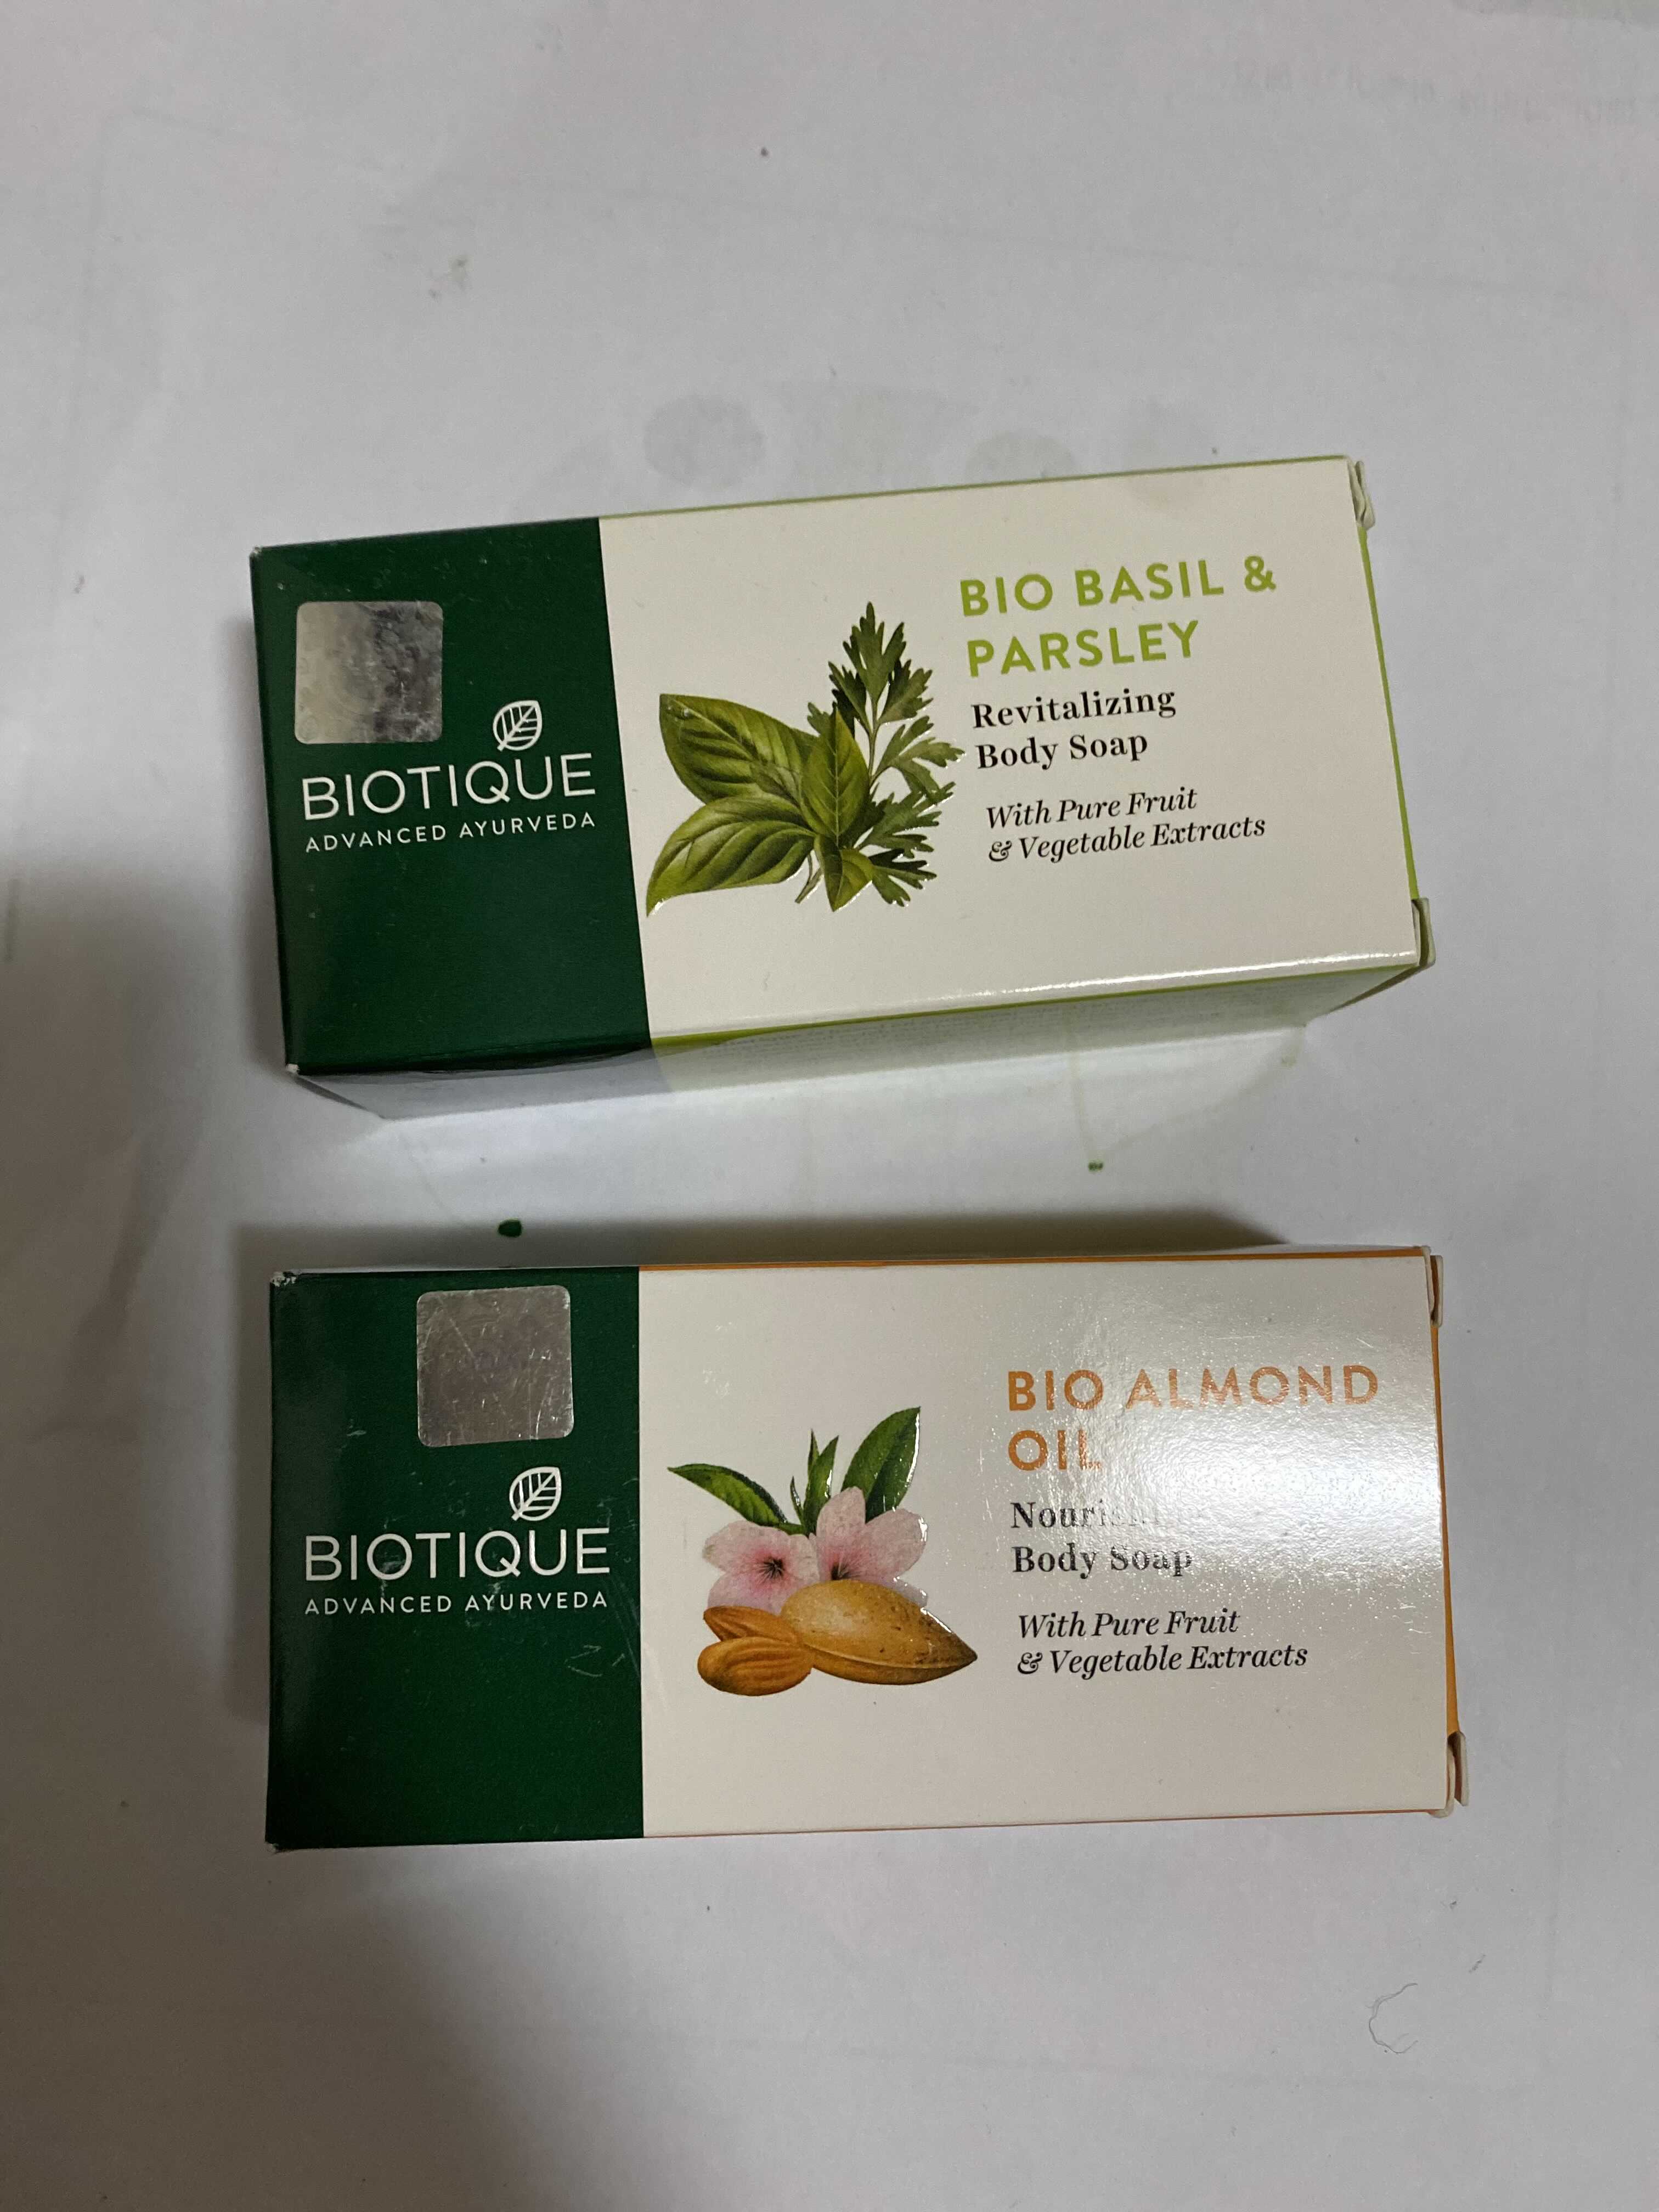 BIOTIQUE
ADVANCED AYURVEDA
BIO BASIL &
PARSLEY
Revitalizing
Body Soap
With Pure Fruit
& Vegetable Extracts
BIOTIQUE
ADVANCED AYURVEDA
BIO ALMOND
OIL
Body Soap
With Pure Fruit
& Vegetable Extracts